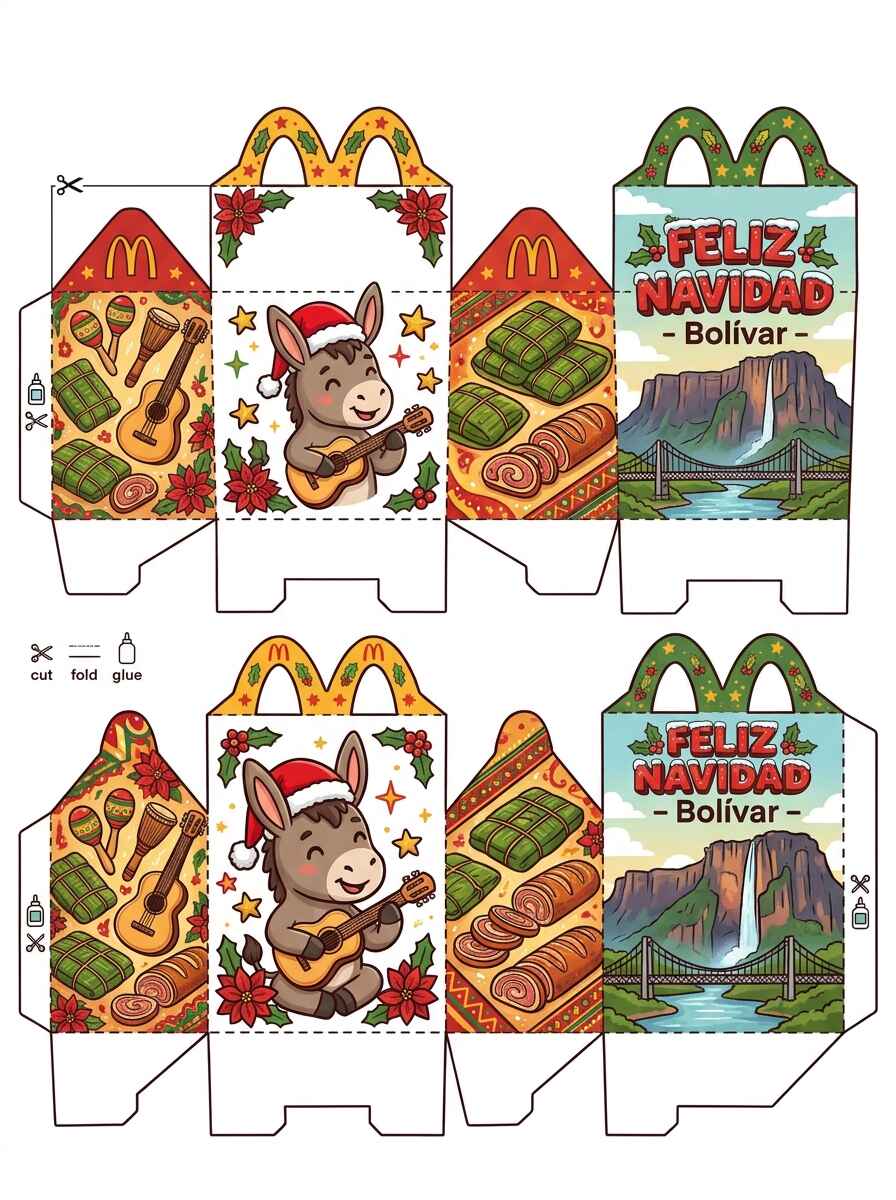 M
M
FELIZ
NAVIDAD
- Bolívar -
cut fold glue
M M
FELIZ
NAVIDAD
- Bolívar -